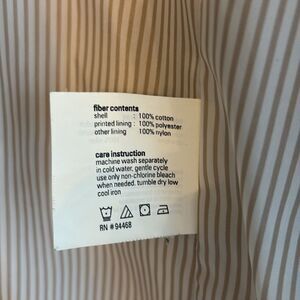 fiber contents
shell : 100% cotton
printed lining : 100% polyester
other lining 100% nylon
care instruction
machine wash separately
in cold water, gentle cycle
use only non-chlorine bleach
when needed. tumble dry low
cool iron
RN # 94468